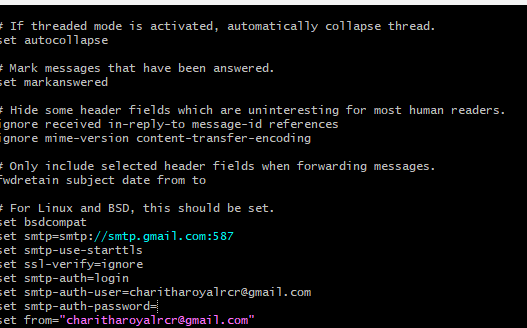 # If threaded mode is activated, automatically collapse thread.
set autocollapse
# Mark messages that have been answered.
set markanswered
# Hide some header fields which are uninteresting for most human readers.
ignore received in-reply-to message-id references
ignore mime-version content-transfer-encoding
# Only include selected header fields when forwarding messages.
fwdretain subject date from to
# For Linux and BSD, this should be set.
set bsdcompat
set smtp=smtp://smtp.gmail.com:587
set smtp-use-starttls
set ssl-verify=ignore
set smtp-auth=login
set smtp-auth-user=charitharoyalrcr@gmail.com
set smtp-auth-password=
set from="charitharoyalrcr@gmail.com"